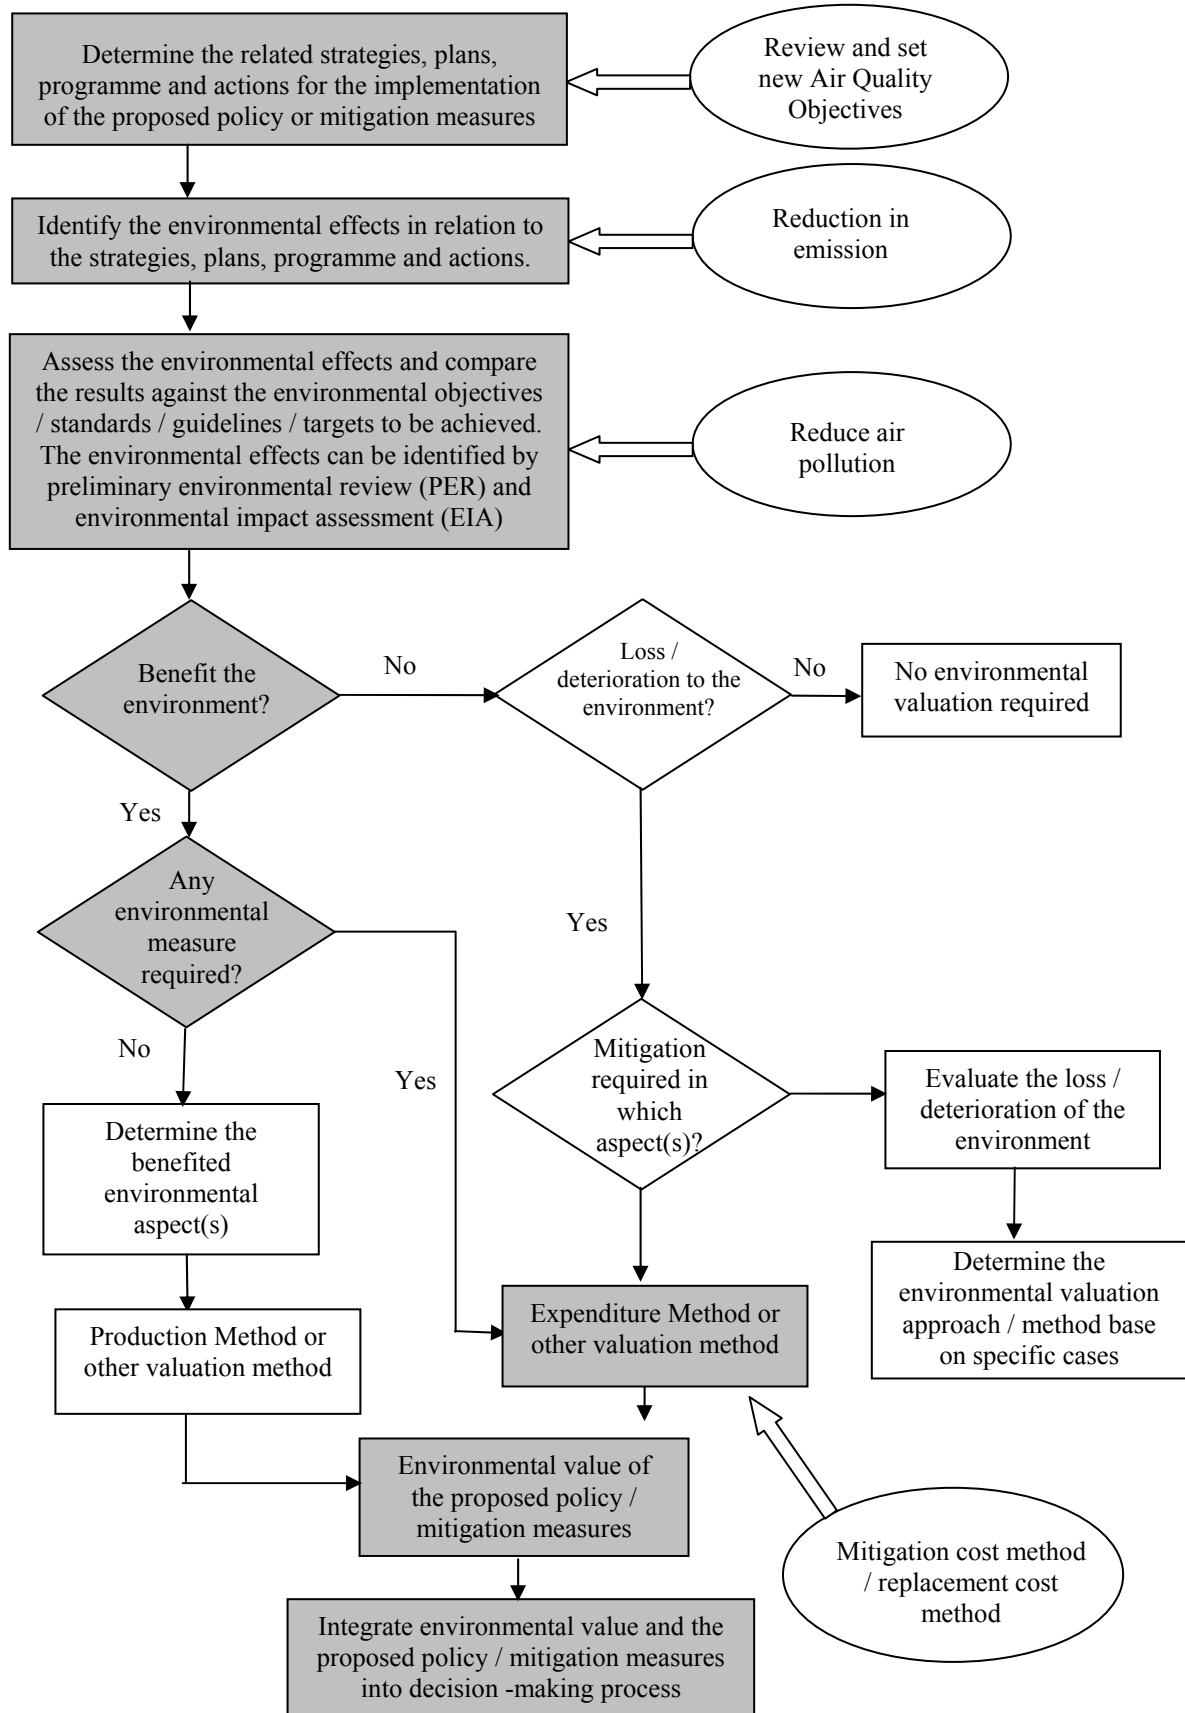 Determine the related strategies, plans,
programme and actions for the implementation
of the proposed policy or mitigation measures
Review and set
new Air Quality
Objectives
Identify the environmental effects in relation to
the strategies, plans, programme and actions.
Reduction in
emission
Assess the environmental effects and compare
the results against the environmental objectives
/ standards / guidelines / targets to be achieved.
The environmental effects can be identified by
preliminary environmental review (PER) and
environmental impact assessment (EIA)
Reduce air
pollution
Benefit the
environment?
No
Loss /
deterioration to the
environment?
No
No environmental
valuation required
Yes
Any
environmental
measure
required?
Yes
No
Yes
Mitigation
required in
which
aspect(s)?
Evaluate the loss /
deterioration of the
environment
Determine the
benefited
environmental
aspect(s)
Determine the
environmental valuation
approach / method base
on specific cases
Production Method or
other valuation method
Expenditure Method or
other valuation method
Environmental value of
the proposed policy /
mitigation measures
Mitigation cost method
/ replacement cost
method
Integrate environmental value and the
proposed policy / mitigation measures
into decision -making process